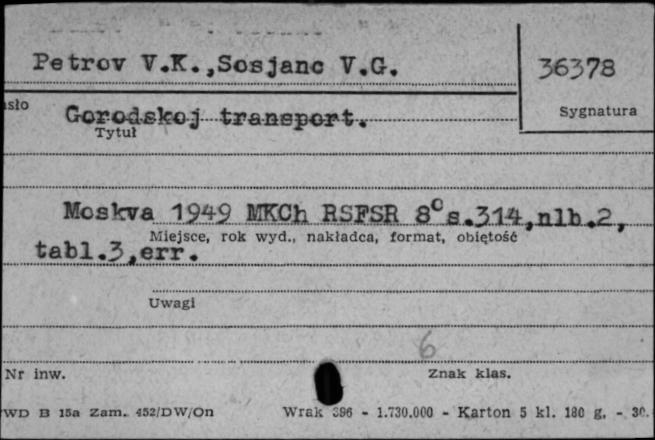 Petrov V.K.,Sosjanc V.G.
36378
sło
Gorodskoj transport.
Sygnatura
Tytuł
Moskva 1949 MKCh RSFSR 8° s.314,nlb.2,
Miejsce, rok wyd., nakładca, format, obiętość
tabl.3,err.
Uwagi
6
Nr inw.
Znak klas.
WD B 15a Zam. 452/DW/On
Wrak 396 - 1.730.000 - Karton 5 kl. 180 g. - 30.